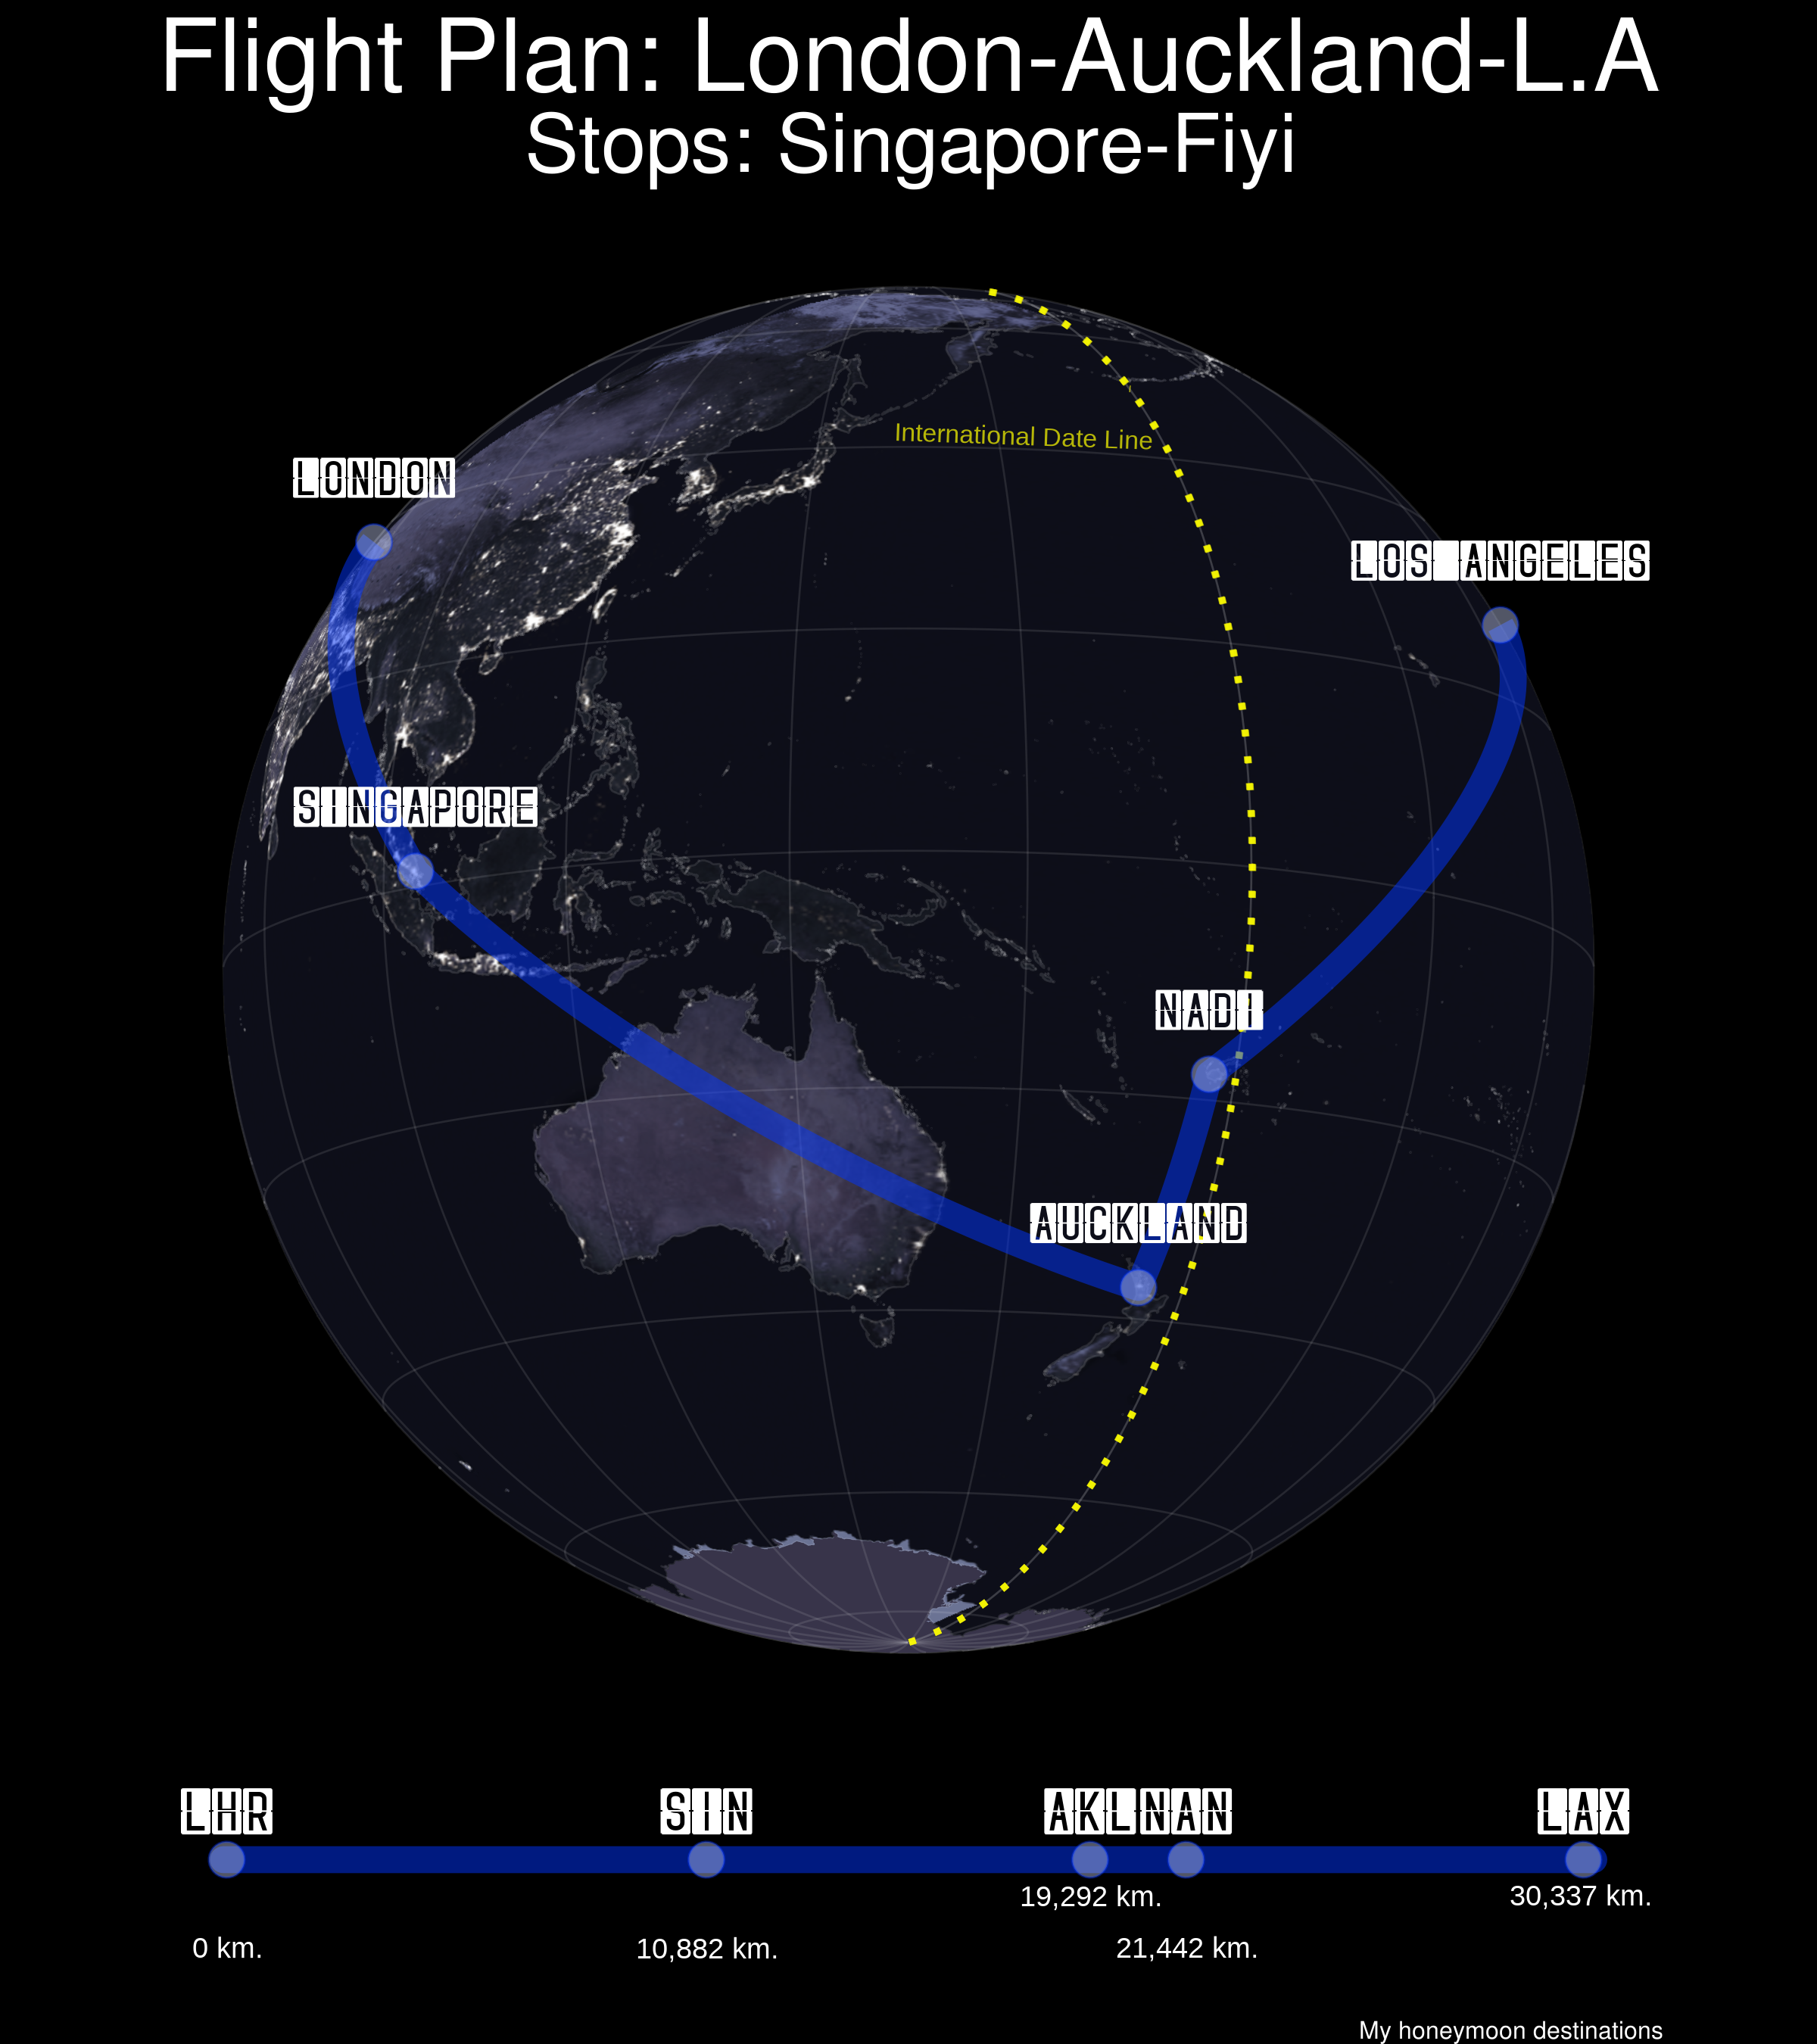 Flight Plan: London-Auckland-L.A
Stops: Singapore-Fiyi
International Date Line
LONDON
LOS ANGELES
SINGAPORE
NADI
AUCKLAND
LHR SIN AKL NAN LAX
19,292 km. 30,337 km.
0 km. 10,882 km. 21,442 km.
My honeymoon destinations